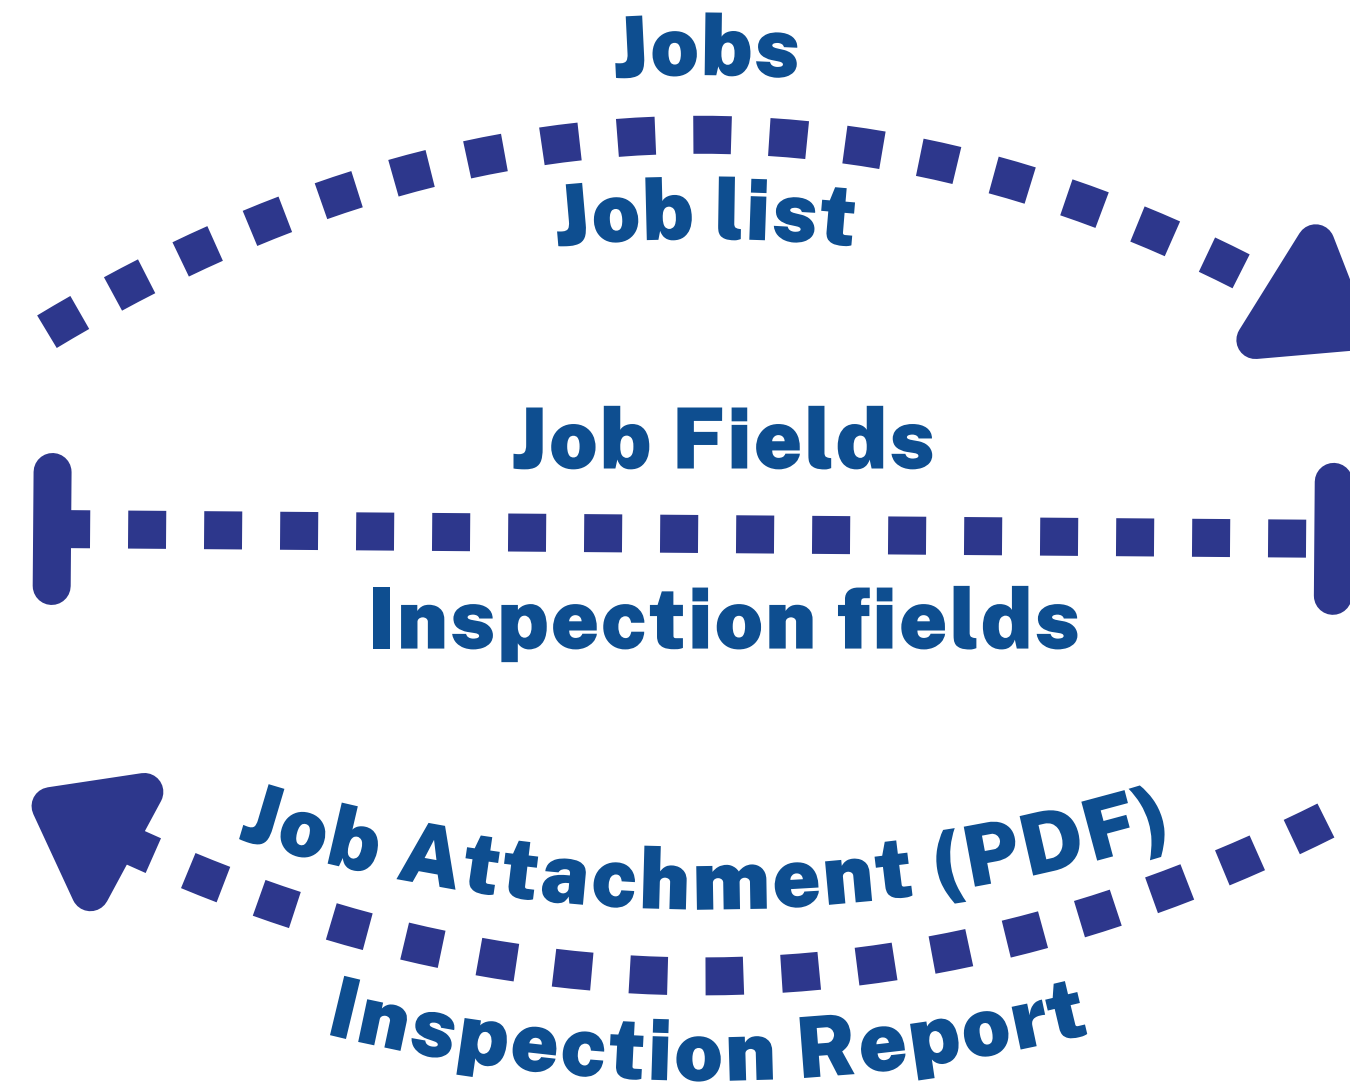 Jobs
Job list
Job Fields
Inspection fields
Job Attachment (PDF)
Inspection Report